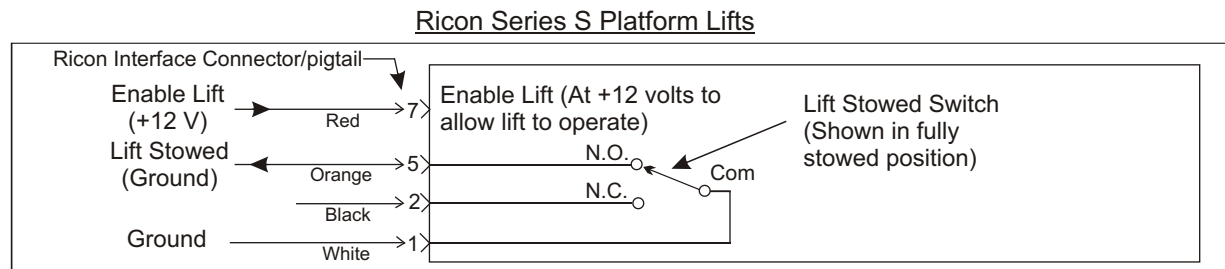 Ricon Series S Platform Lifts
Ricon Interface Connector/pigtail
Enable Lift
(+12 V)
Red
7
Enable Lift (At +12 volts to
allow lift to operate)
Lift Stowed Switch
(Shown in fully
stowed position)
Lift Stowed
(Ground)
Orange
5
N.O.
Com
Black
2
N.C.
Ground
White
1